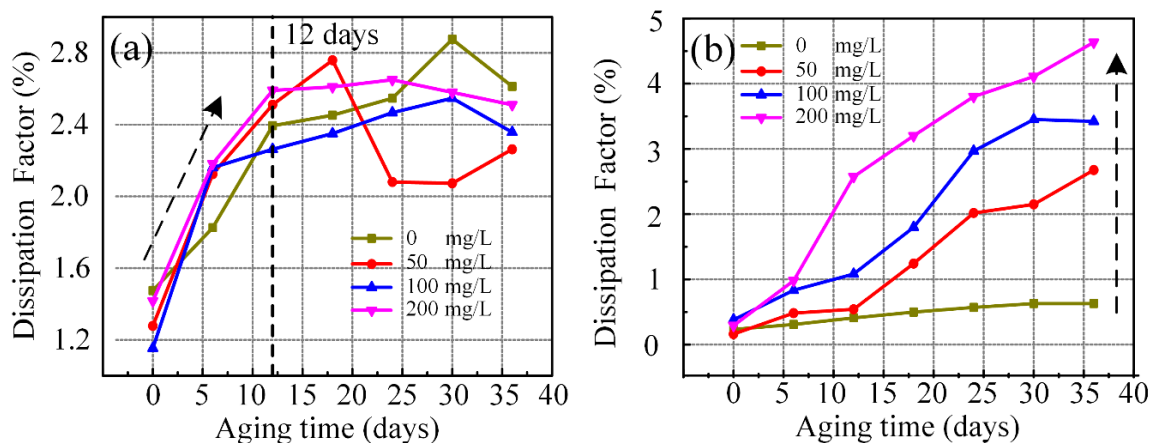 (a)
12 days
Dissipation Factor (%)
2.8
2.4
2.0
1.6
1.2
0 mg/L
50 mg/L
100 mg/L
200 mg/L
0 5 10 15 20 25 30 35 40
Aging time (days)
(b)
Dissipation Factor (%)
5
4
3
2
1
0
0 mg/L
50 mg/L
100 mg/L
200 mg/L
0 5 10 15 20 25 30 35 40
Aging time (days)